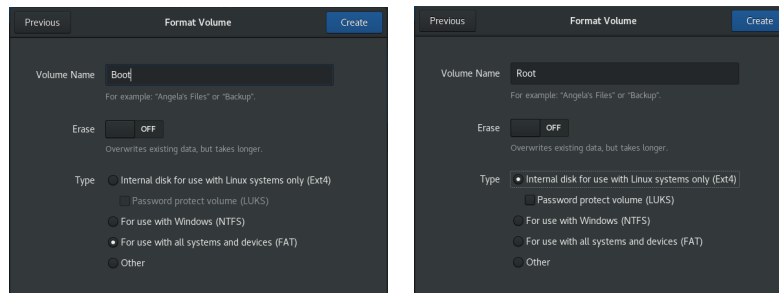 Previous
Format Volume
Create
Volume Name
Boot
For example: “Angela's Files” or “Backup”.
Erase
OFF
Overwrites existing data, but takes longer.
Type
Internal disk for use with Linux systems only (Ext4)
Password protect volume (LUKS)
For use with Windows (NTFS)
For use with all systems and devices (FAT)
Other
Previous
Format Volume
Create
Volume Name
Root
For example: “Angela's Files” or “Backup”.
Erase
OFF
Overwrites existing data, but takes longer.
Type
Internal disk for use with Linux systems only (Ext4)
Password protect volume (LUKS)
For use with Windows (NTFS)
For use with all systems and devices (FAT)
Other